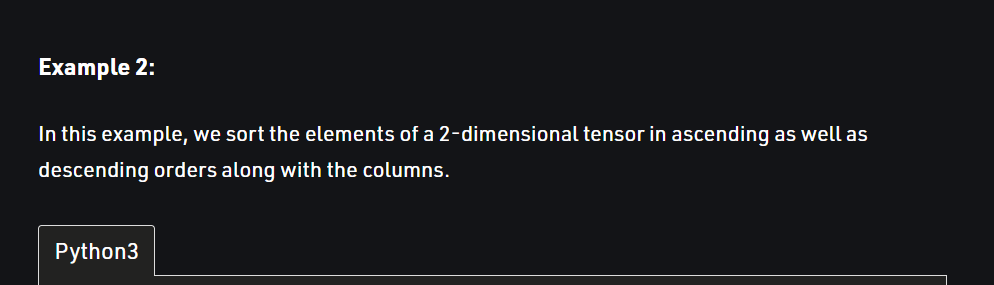 Example 2:
In this example, we sort the elements of a 2-dimensional tensor in ascending as well as
descending orders along with the columns.
Python3